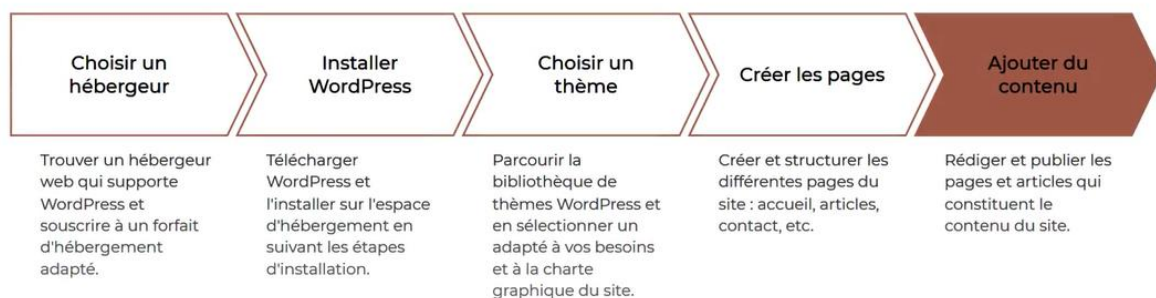 Choisir un
hébergeur
Installer
WordPress
Choisir un
thème
Créer les pages
Ajouter du
contenu
Trouver un hébergeur
web qui supporte
WordPress et
souscrire à un forfait
d'hébergement
adapté.
Télécharger
WordPress et
l'installer sur l'espace
d'hébergement en
suivant les étapes
d'installation.
Parcourir la
bibliothèque de
thèmes WordPress et
en sélectionner un
adapté à vos besoins
et à la charte
graphique du site.
Créer et structurer les
différentes pages du
site : accueil, articles,
contact, etc.
Rédiger et publier les
pages et articles qui
constituent le
contenu du site.